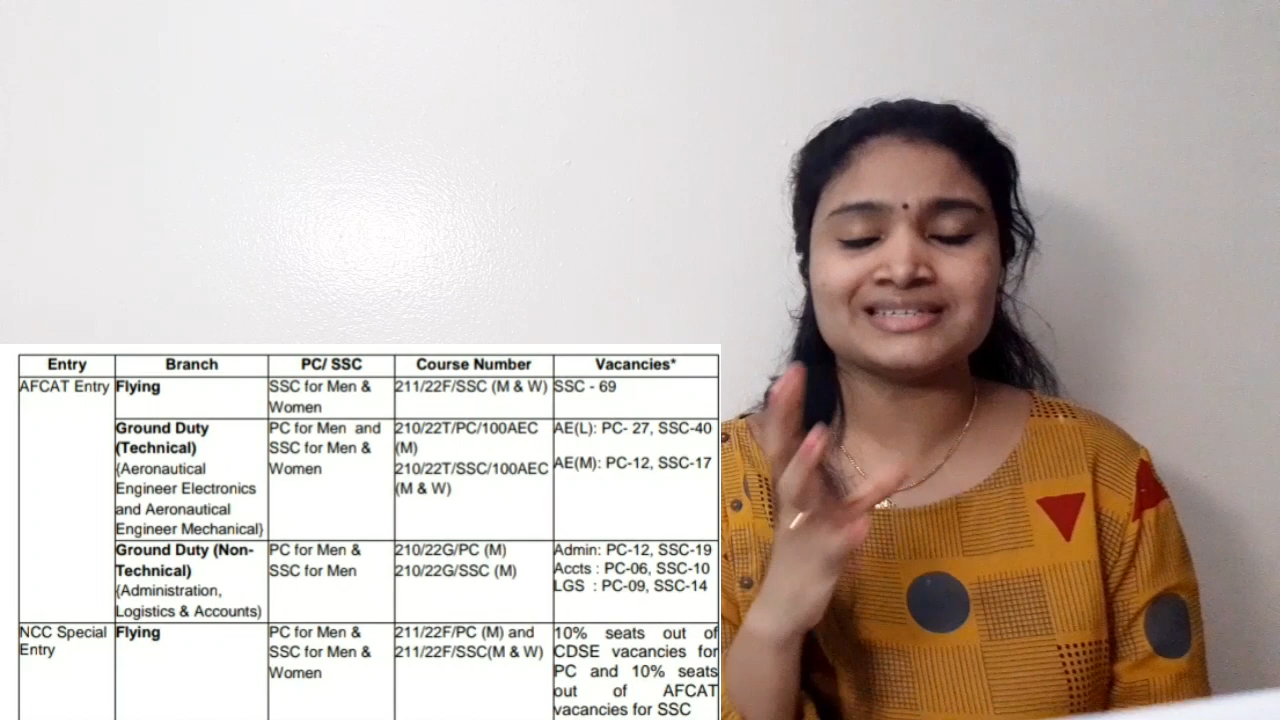 Entry Branch PC/ SSC Course Number Vacancies*
AFCAT Entry Flying SSC for Men & 211/22F/SSC (M & W) SSC - 69
Women
Ground Duty PC for Men and 210/22T/PC/100AEC AE(L): PC- 27, SSC-40
(Technical) SSC for Men & (M)
{Aeronautical Women 210/22T/SSC/100AEC AE(M): PC-12, SSC-17
Engineer Electronics (M & W)
and Aeronautical
Engineer Mechanical}
Ground Duty (Non- PC for Men & 210/22G/PC (M) Admin: PC-12, SSC-19
Technical) SSC for Men 210/22G/SSC (M) Accts : PC-06, SSC-10
{Administration, LGS : PC-09, SSC-14
Logistics & Accounts)
NCC Special Flying PC for Men & 211/22F/PC (M) and 10% seats out of
Entry SSC for Men & 211/22F/SSC(M & W) CDSE vacancies for
Women PC and 10% seats
out of AFCAT
vacancies for SSC